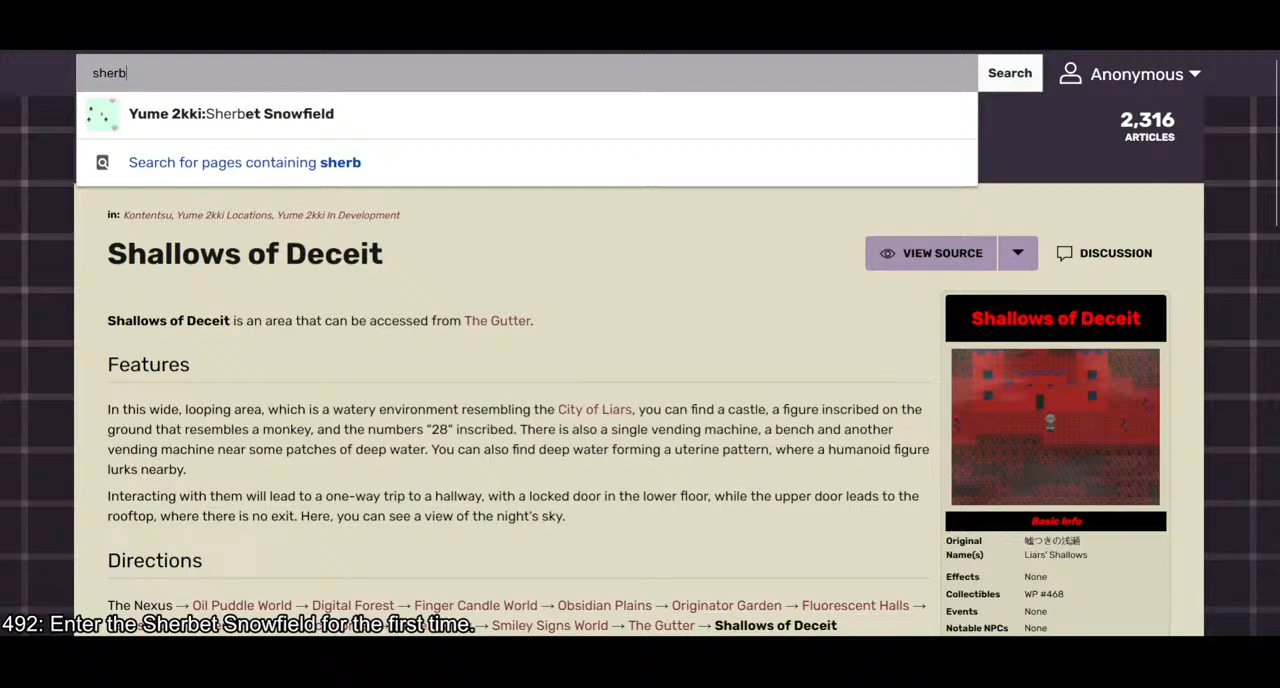 sherb
Search
Anonymous
Yume 2kki:Sherbet Snowfield
2,316
ARTICLES
Search for pages containing sherb
in: Kontentsu, Yume 2kki Locations, Yume 2kki In Development
Shallows of Deceit
VIEW SOURCE
DISCUSSION
Shallows of Deceit is an area that can be accessed from The Gutter.
Features
In this wide, looping area, which is a watery environment resembling the City of Liars, you can find a castle, a figure inscribed on the
ground that resembles a monkey, and the numbers "28" inscribed. There is also a single vending machine, a bench and another
vending machine near some patches of deep water. You can also find deep water forming a uterine pattern, where a humanoid figure
lurks nearby.
Interacting with them will lead to a one-way trip to a hallway, with a locked door in the lower floor, while the upper door leads to the
rooftop, where there is no exit. Here, you can see a view of the night's sky.
Directions
The Nexus → Oil Puddle World → Digital Forest → Finger Candle World → Obsidian Plains → Originator Garden → Fluorescent Halls →
→ Smiley Signs World → The Gutter → Shallows of Deceit
Shallows of Deceit
Basic Info
Original Name(s) 嘘つきの浅瀬
Liars' Shallows
Effects None
Collectibles WP #468
Events None
Notable NPCs None
492: Enter the Sherbet Snowfield for the first time.